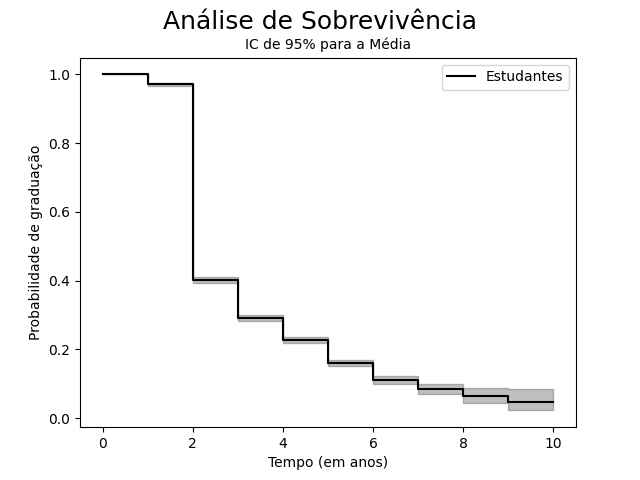 Análise de Sobrevivência
IC de 95% para a Média
Estudantes
Probabilidade de graduação
1.0
0.8
0.6
0.4
0.2
0.0
0 2 4 6 8 10
Tempo (em anos)